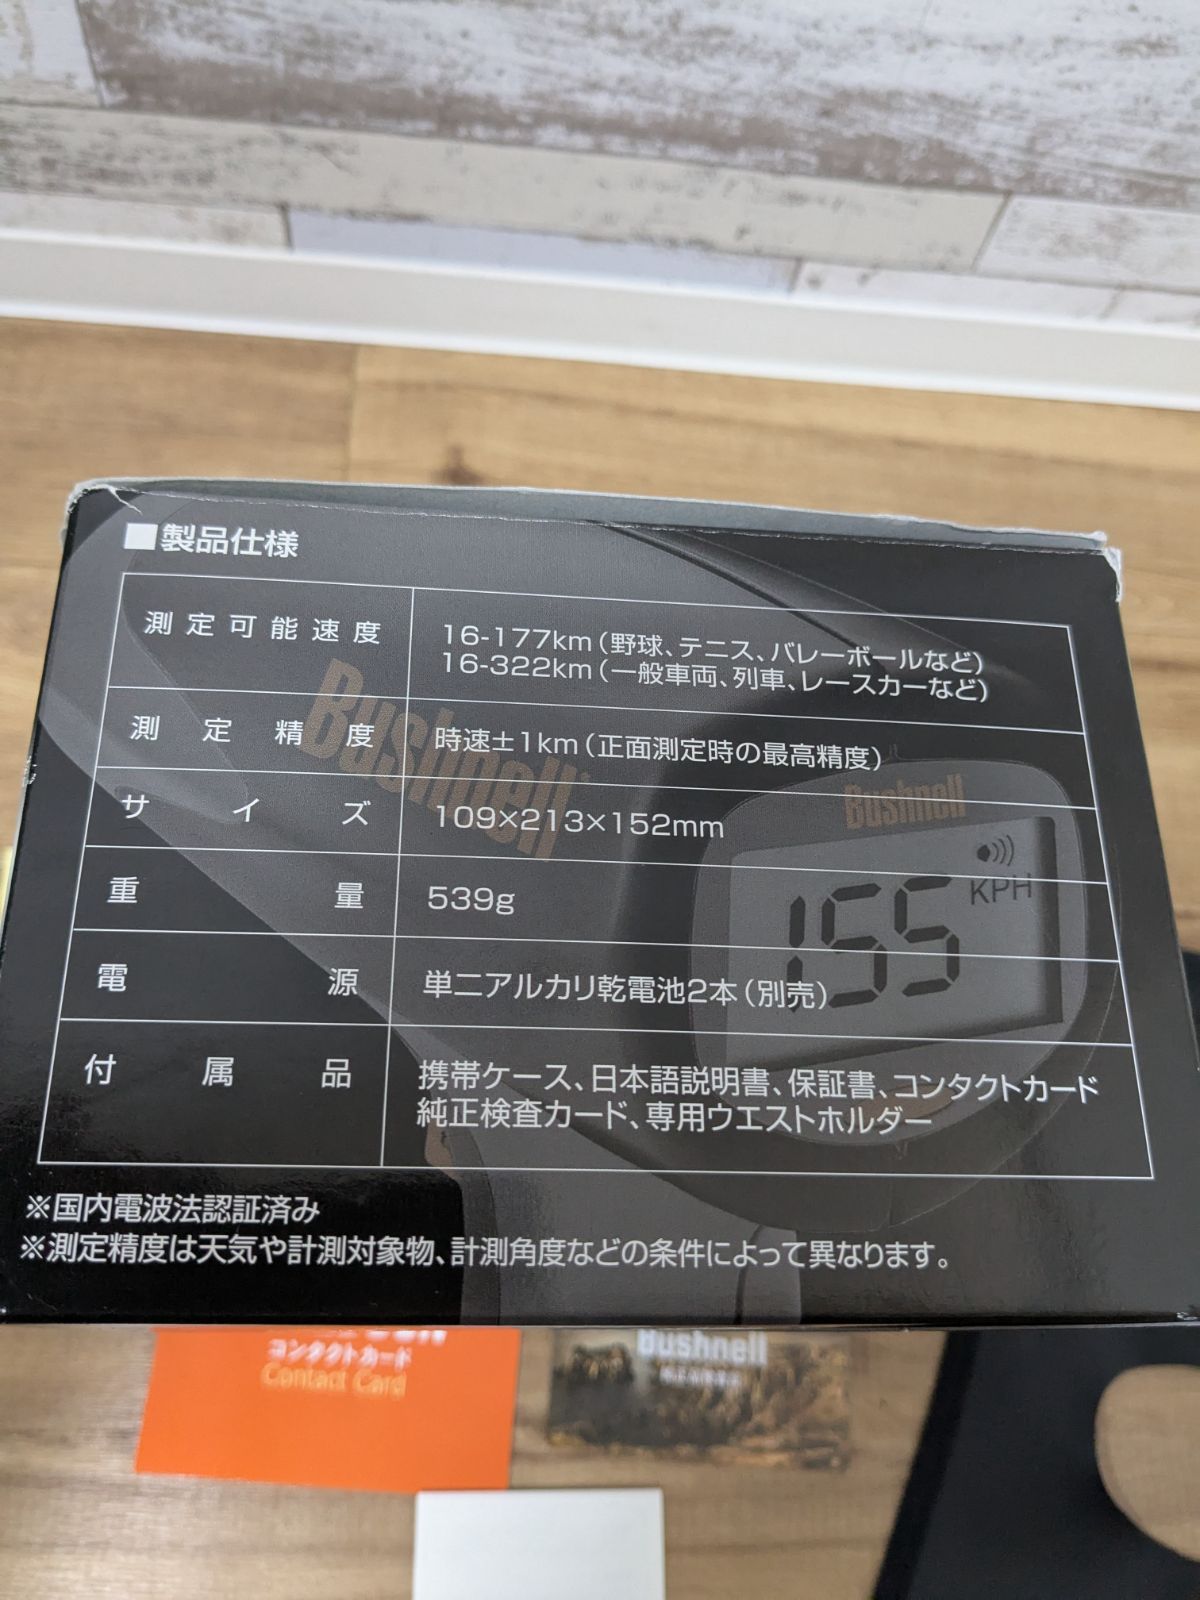 ■製品仕様
測定可能速度
16-177km(野球、テニス、バレーボールなど)
16-322km(一般車両、列車、レースカーなど)
測定精度
時速±1km(正面測定時の最高精度)
サイズ
109×213×152mm
重量
539g
電源
単二アルカリ乾電池2本(別売)
付属品
携帯ケース、日本語説明書、保証書、コンタクトカード
純正検査カード、専用ウエストホルダー
Bushnell
Bushnell
KPH
155
※国内電波法認証済み
※測定精度は天気や計測対象物、計測角度などの条件によって異なります。
コンタクトカード
Contact Card
Bushnell